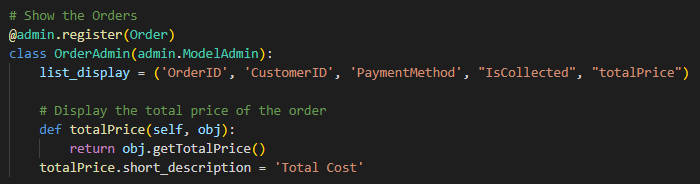 # Show the Orders
@admin.register(Order)
class OrderAdmin(admin.ModelAdmin):
    list_display = ('OrderID', 'CustomerID', 'PaymentMethod', "IsCollected", "totalPrice")
    # Display the total price of the order
    def totalPrice(self, obj):
        return obj.getTotalPrice()
    totalPrice.short_description = 'Total Cost'